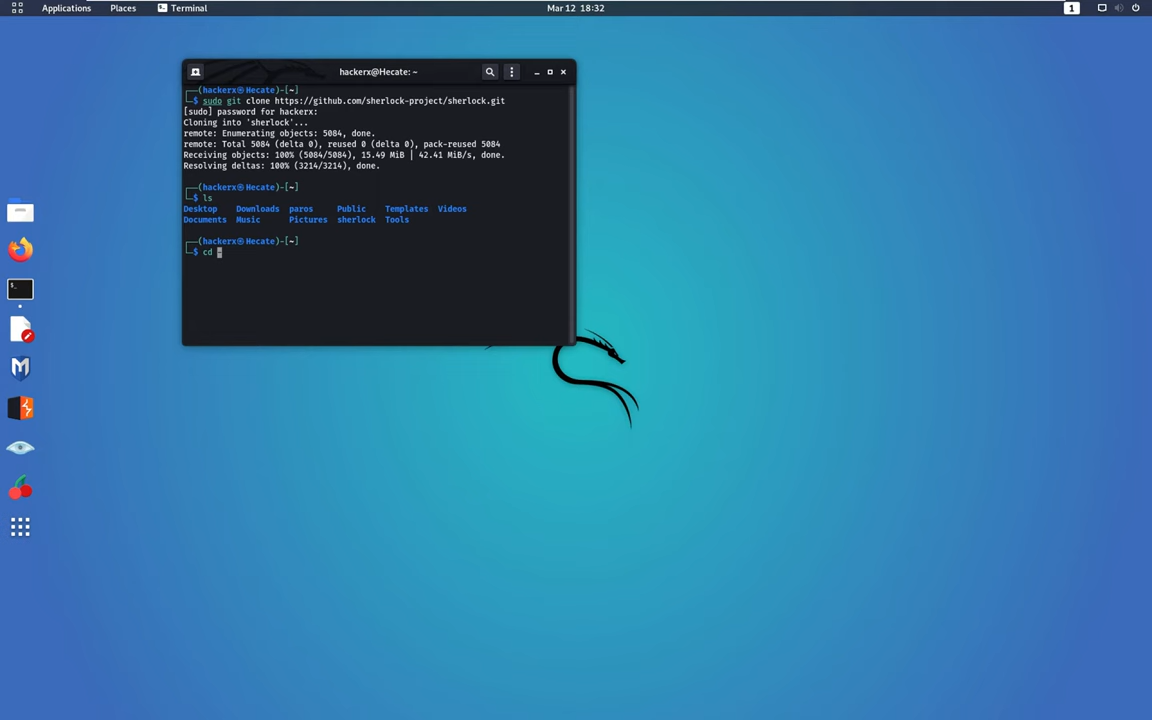 Applications Places Terminal Mar 12 18:32 1
hackerx@Hecate: ~
┌──(hackerx㉿Hecate)-[~]
└─$ sudo git clone https://github.com/sherlock-project/sherlock.git
[sudo] password for hackerx:
Cloning into 'sherlock'...
remote: Enumerating objects: 5084, done.
remote: Total 5084 (delta 0), reused 0 (delta 0), pack-reused 5084
Receiving objects: 100% (5084/5084), 15.49 MiB | 42.41 MiB/s, done.
Resolving deltas: 100% (3214/3214), done.
┌──(hackerx㉿Hecate)-[~]
└─$ ls
Desktop Downloads paros Public Templates Videos
Documents Music Pictures sherlock Tools
┌──(hackerx㉿Hecate)-[~]
└─$ cd